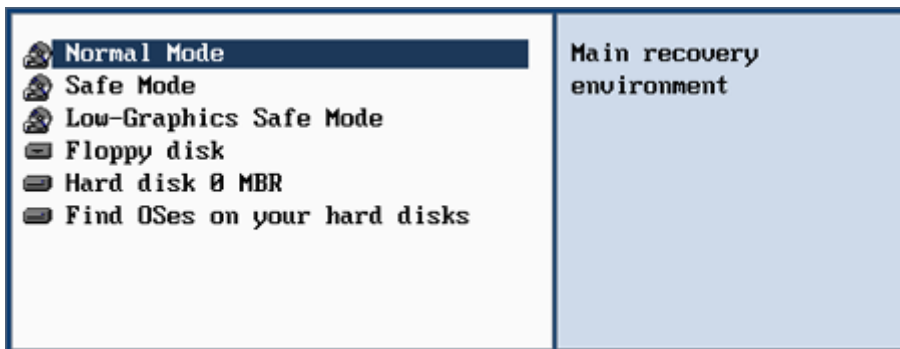 Normal Mode
Safe Mode
Low-Graphics Safe Mode
Floppy disk
Hard disk 0 MBR
Find OSes on your hard disks
Main recovery
environment